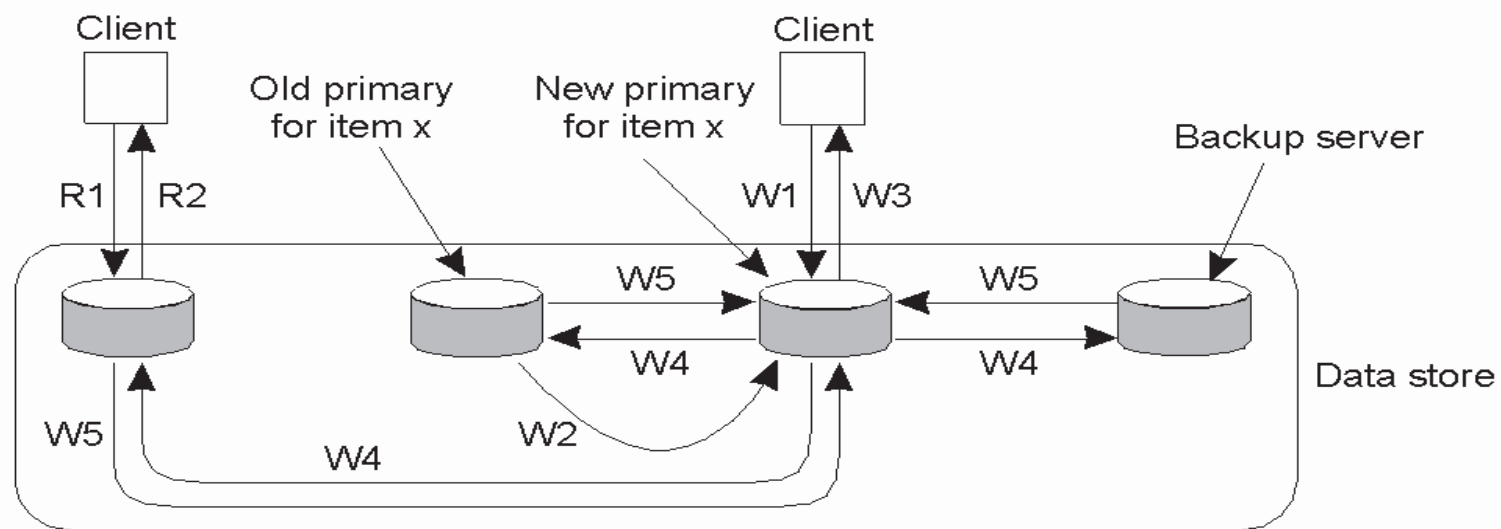 Client
Client
Old primary
for item x
New primary
for item x
Backup server
R1
R2
W1
W3
W5
W5
W4
W4
Data store
W5
W2
W4